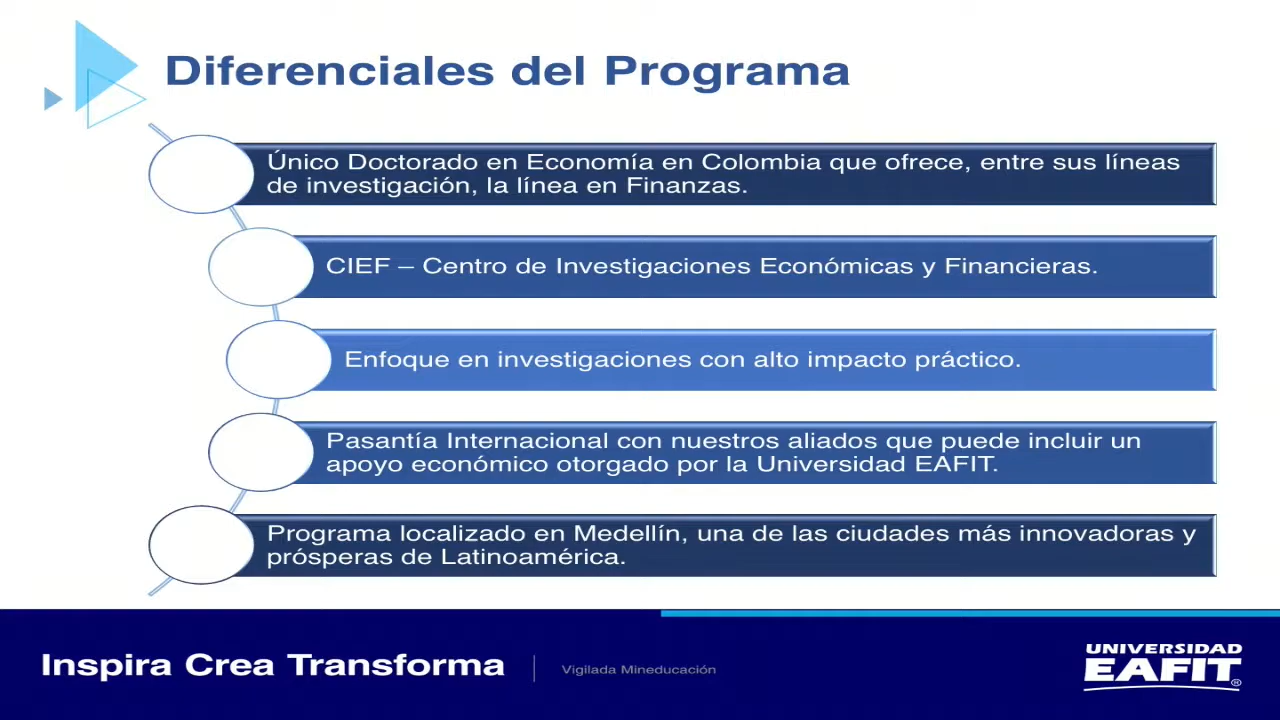 Diferenciales del Programa
Único Doctorado en Economía en Colombia que ofrece, entre sus líneas
de investigación, la línea en Finanzas.
CIEF – Centro de Investigaciones Económicas y Financieras.
Enfoque en investigaciones con alto impacto práctico.
Pasantía Internacional con nuestros aliados que puede incluir un
apoyo económico otorgado por la Universidad EAFIT.
Programa localizado en Medellín, una de las ciudades más innovadoras y
prósperas de Latinoamérica.
Inspira Crea Transforma
Vigilada Mineducación
UNIVERSIDAD
EAFIT®